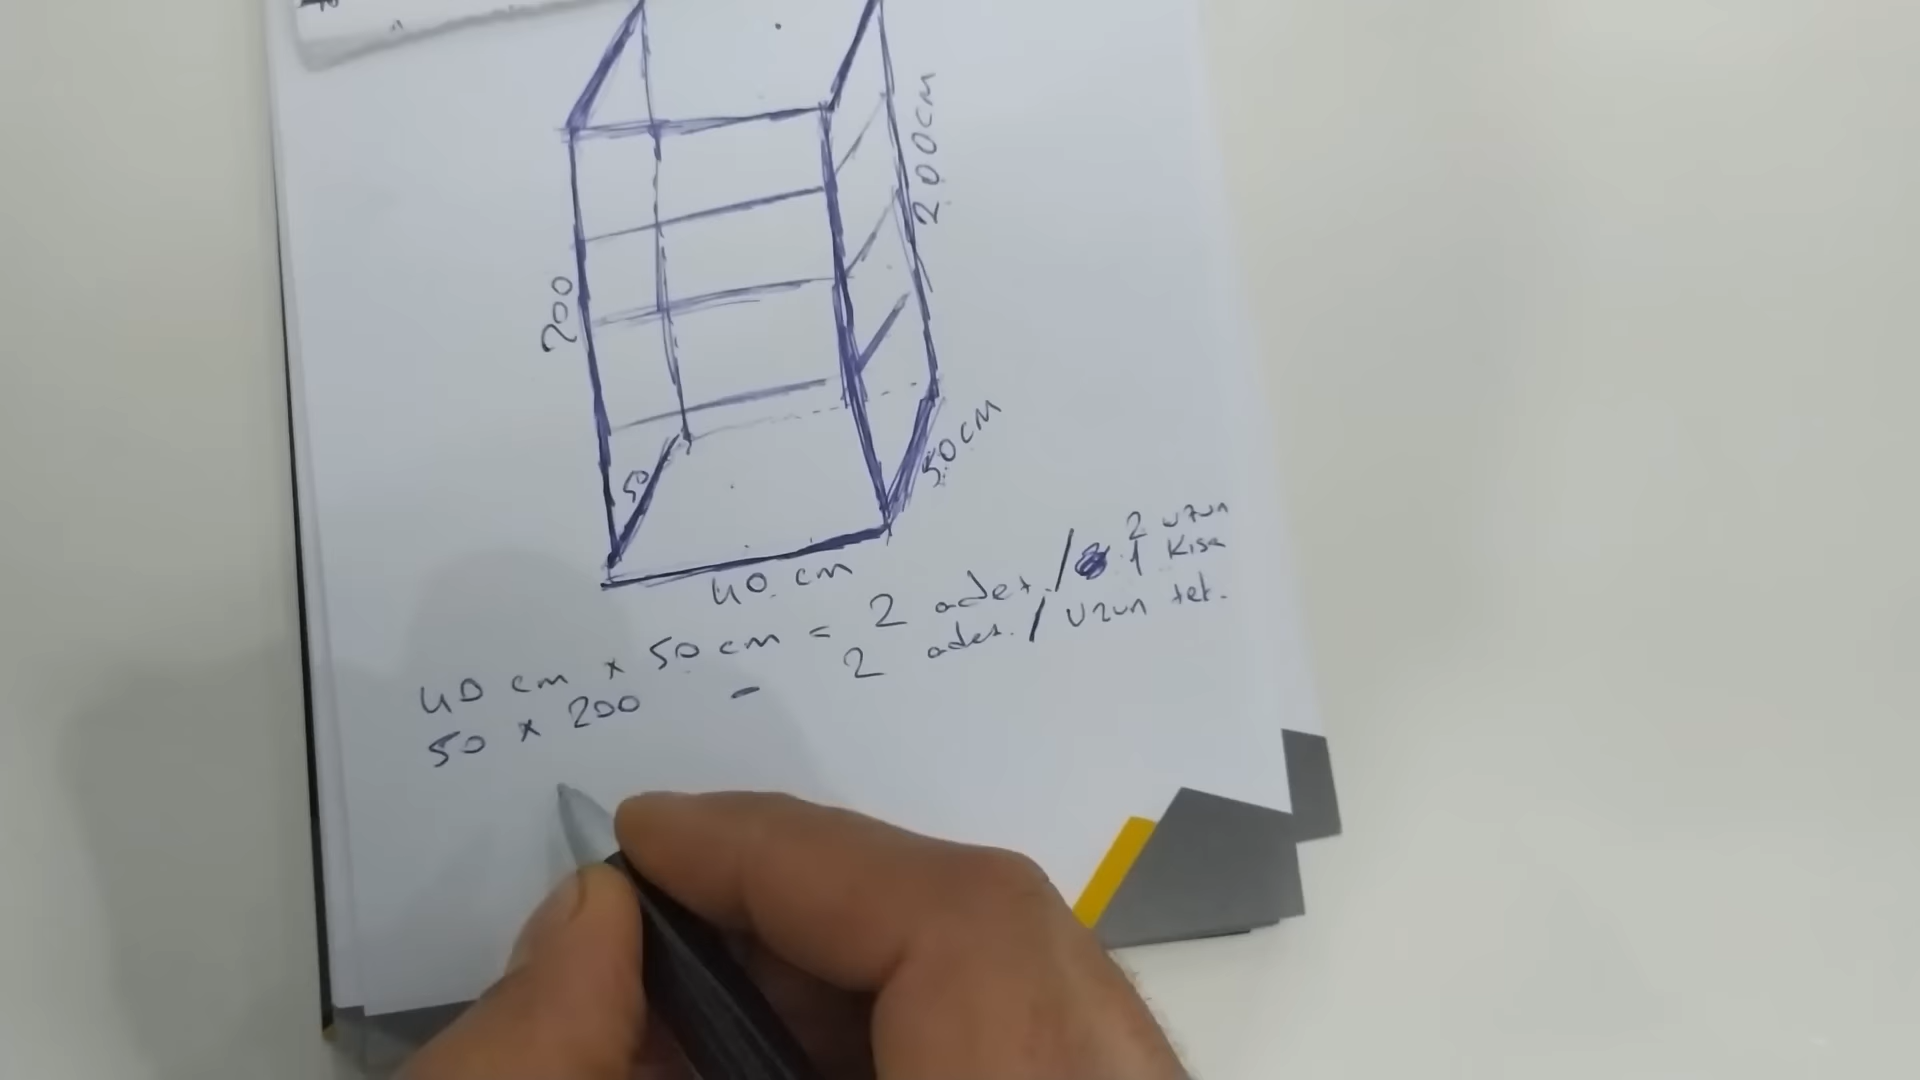 200cm
200
50
50cm
40 cm
40 cm x 50 cm = 2 adet. / 2 uzun
1 Kısa
50 x 200 - 2 adet. / Uzun tek.